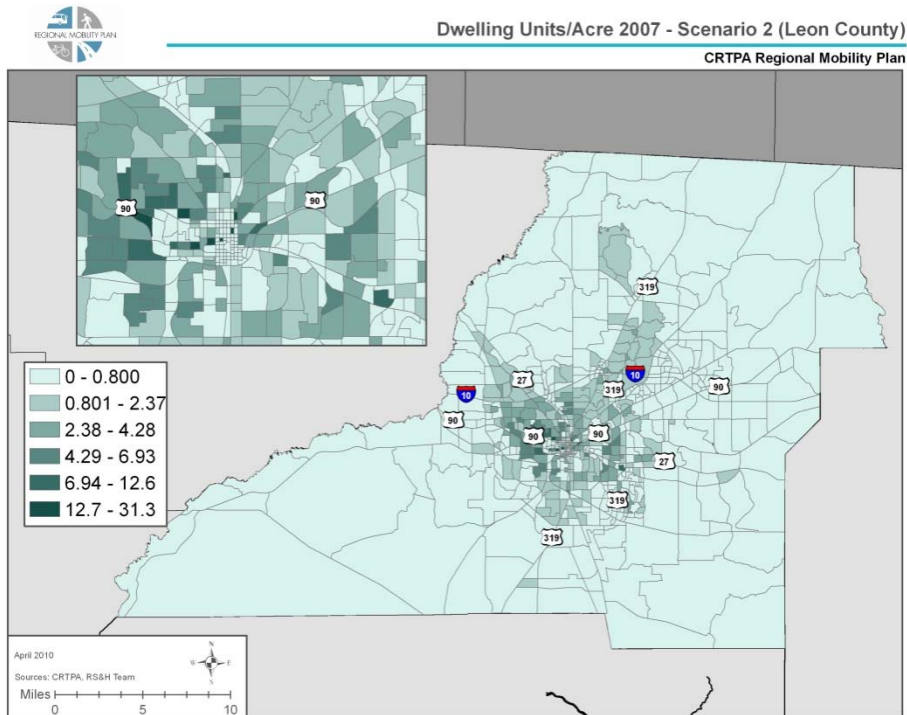 REGIONAL MOBILITY PLAN
Dwelling Units/Acre 2007 - Scenario 2 (Leon County)
CRTPA Regional Mobility Plan
90
90
319
0 - 0.800
0.801 - 2.37
2.38 - 4.28
4.29 - 6.93
6.94 - 12.6
12.7 - 31.3
27
10
319
90
10
90
90
90
27
319
319
April 2010
Sources: CRTPA, RS&H Team
N
W
E
S
Miles
0
5
10